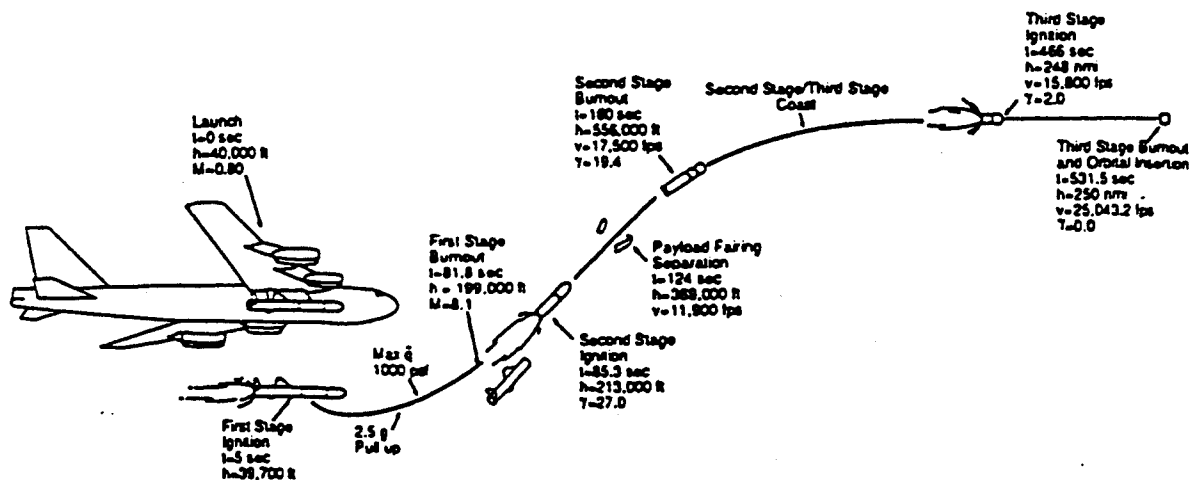 Launch
t=0 sec
h=40,000 ft
M=0.80
First Stage
Ignition
t=5 sec
h=39,700 ft
2.5 g
Pull up
Max q̄
1000 psf
First Stage
Burnout
t=81.8 sec
h = 199,000 ft
M=8.1
Second Stage
Ignition
t=85.3 sec
h=213,000 ft
γ=27.0
Payload Fairing
Separation
t=124 sec
h=369,000 ft
v=11,900 fps
Second Stage
Burnout
t=160 sec
h=556,000 ft
v=17,500 fps
γ=19.4
Second Stage/Third Stage
Coast
Third Stage
Ignition
t=466 sec
h=248 nmi
v=15,800 fps
γ=2.0
Third Stage Burnout
and Orbital Insertion
t=531.5 sec
h=250 nmi
v=25,043.2 fps
γ=0.0